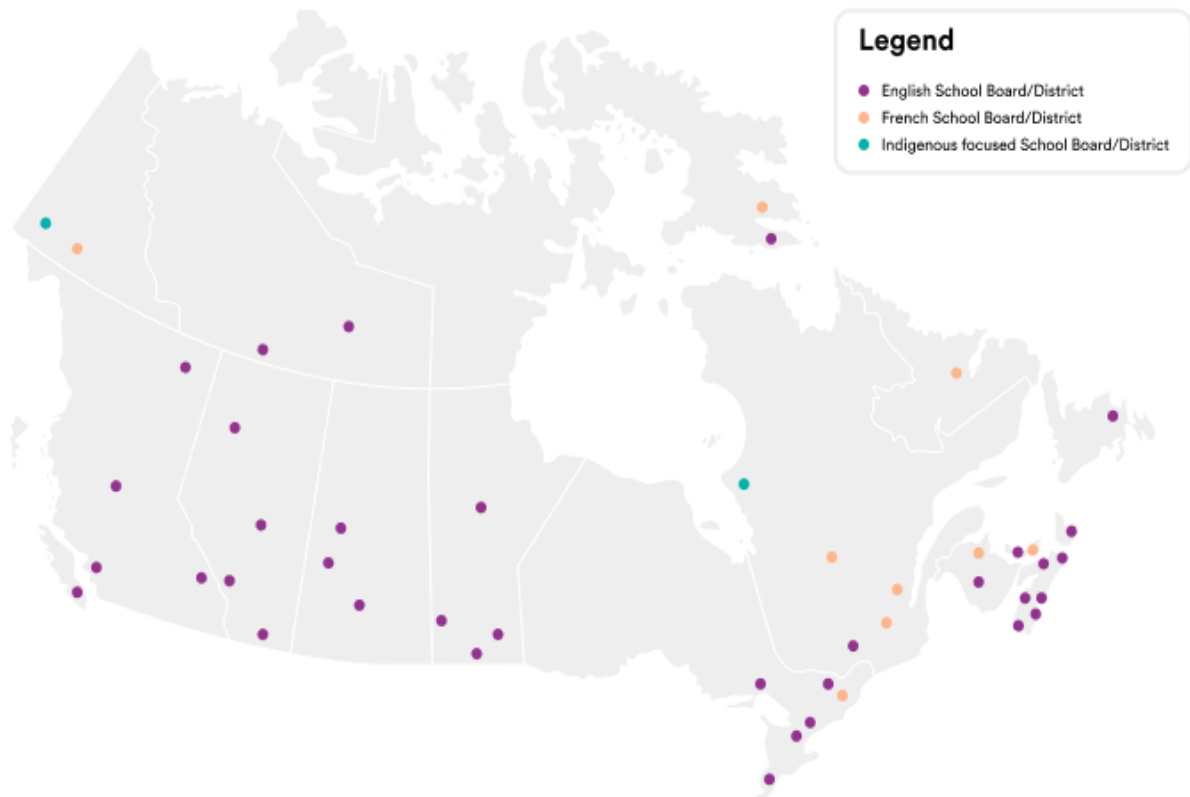 Legend
English School Board/District
French School Board/District
Indigenous focused School Board/District